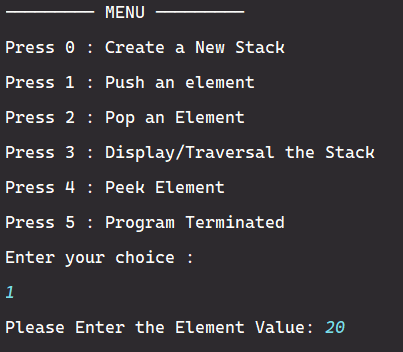 ───────── MENU ─────────
Press 0 : Create a New Stack
Press 1 : Push an element
Press 2 : Pop an Element
Press 3 : Display/Traversal the Stack
Press 4 : Peek Element
Press 5 : Program Terminated
Enter your choice :
1
Please Enter the Element Value: 20